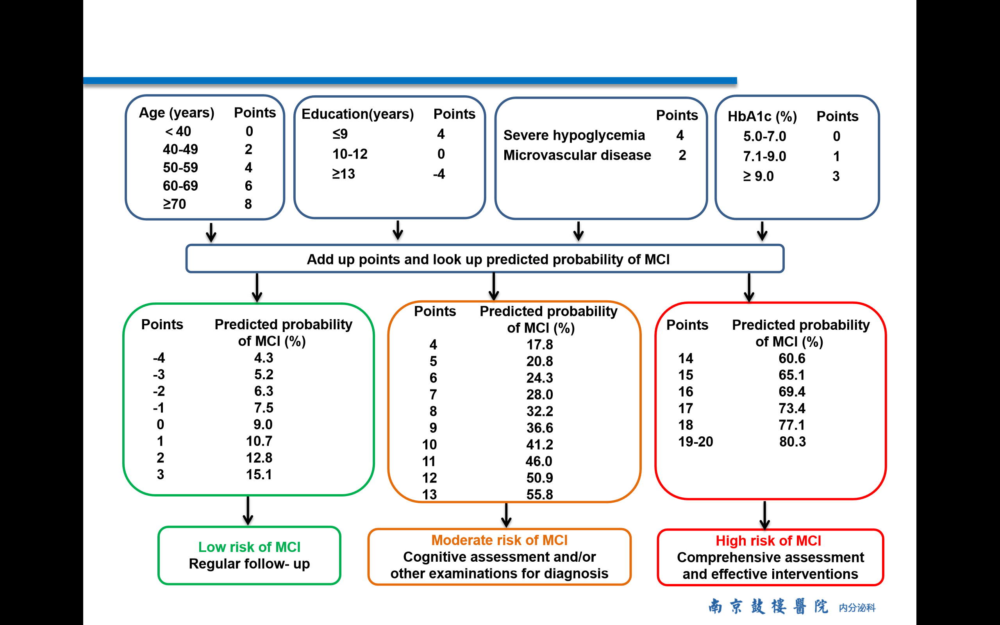 Age (years) Points
< 40 0
40-49 2
50-59 4
60-69 6
≥70 8
Education(years) Points
≤9 4
10-12 0
≥13 -4
Points
Severe hypoglycemia 4
Microvascular disease 2
HbA1c (%) Points
5.0-7.0 0
7.1-9.0 1
≥ 9.0 3
Add up points and look up predicted probability of MCI
Points Predicted probability
of MCI (%)
-4 4.3
-3 5.2
-2 6.3
-1 7.5
0 9.0
1 10.7
2 12.8
3 15.1
Points Predicted probability
of MCI (%)
4 17.8
5 20.8
6 24.3
7 28.0
8 32.2
9 36.6
10 41.2
11 46.0
12 50.9
13 55.8
Points Predicted probability
of MCI (%)
14 60.6
15 65.1
16 69.4
17 73.4
18 77.1
19-20 80.3
Low risk of MCI
Regular follow- up
Moderate risk of MCI
Cognitive assessment and/or
other examinations for diagnosis
High risk of MCI
Comprehensive assessment
and effective interventions
南京鼓樓醫院 内分泌科